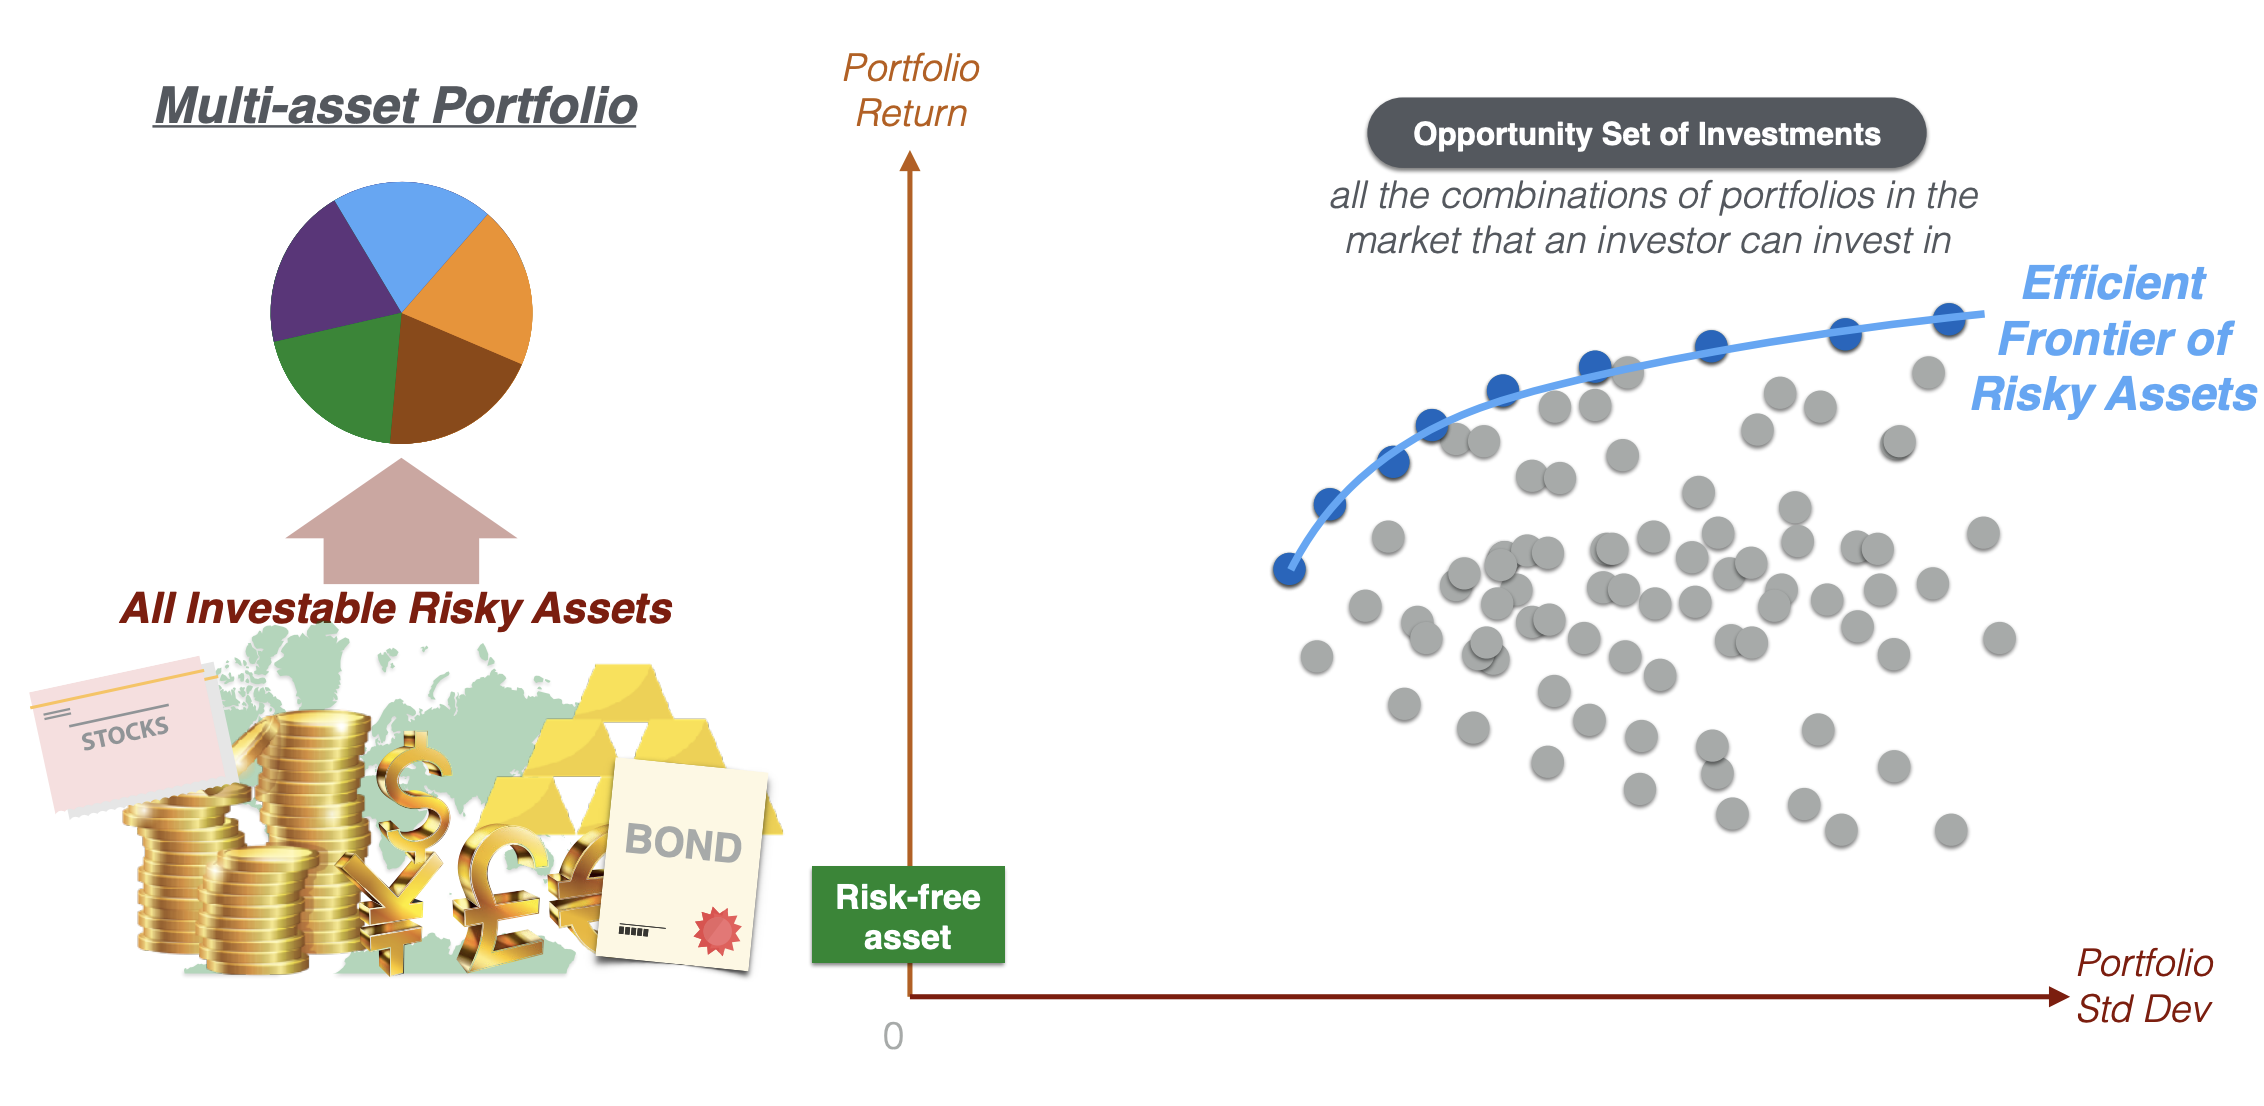 Multi-asset Portfolio
All Investable Risky Assets
STOCKS
BOND
Portfolio
Return
Risk-free
asset
0
Opportunity Set of Investments
all the combinations of portfolios in the
market that an investor can invest in
Efficient
Frontier of
Risky Assets
Portfolio
Std Dev